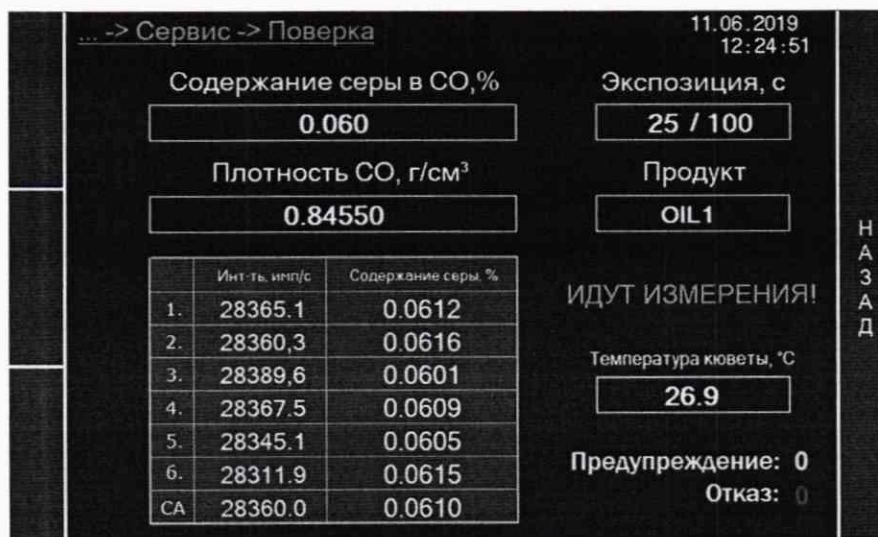 ... -> Сервис -> Поверка
11.06.2019
12:24:51
Содержание серы в СО,%
0.060
Экспозиция, с
25 / 100
Плотность СО, г/см³
0.84550
Продукт
OIL1
Инт-ть, имп/с Содержание серы, %
1. 28365.1 0.0612
2. 28360,3 0.0616
3. 28389,6 0.0601
4. 28367.5 0.0609
5. 28345.1 0.0605
6. 28311.9 0.0615
СА 28360.0 0.0610
ИДУТ ИЗМЕРЕНИЯ!
Температура кюветы, °С
26.9
Предупреждение: 0
Отказ: 0
НАЗАД